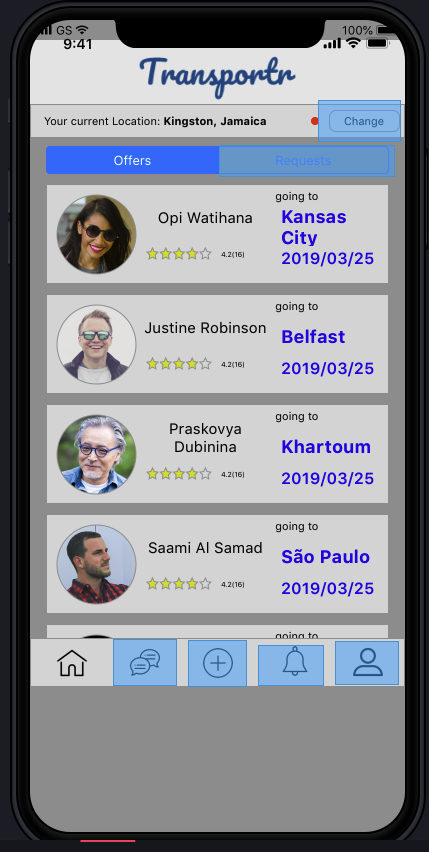 GS 100%
9:41
Transportr
Your current Location: Kingston, Jamaica Change
Offers Requests
going to
Opi Watihana Kansas
City
4.2(16) 2019/03/25
going to
Justine Robinson Belfast
4.2(16) 2019/03/25
going to
Praskovya
Dubinina Khartoum
4.2(16) 2019/03/25
going to
Saami Al Samad São Paulo
4.2(16) 2019/03/25
going to